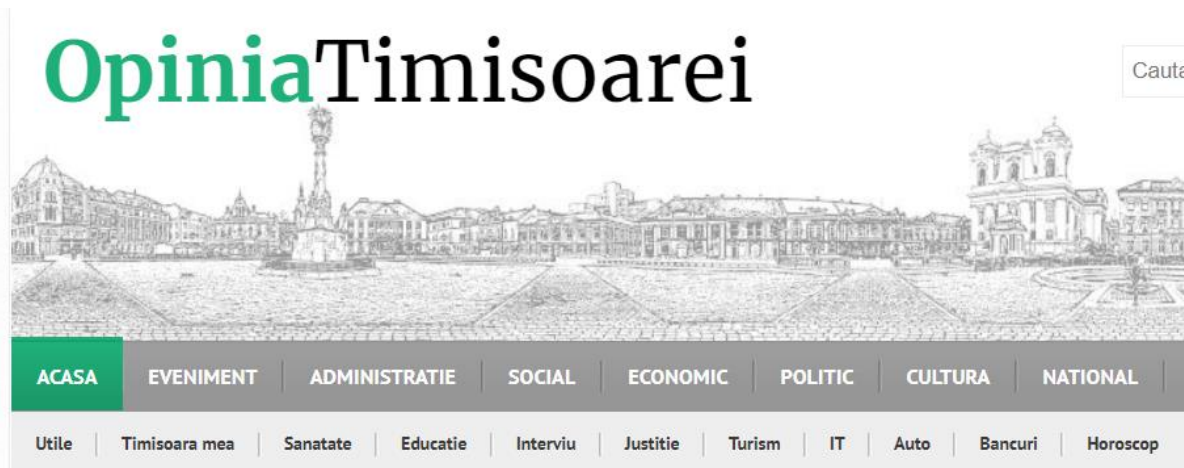 OpiniaTimisoarei
Cauta
ACASA EVENIMENT ADMINISTRATIE SOCIAL ECONOMIC POLITIC CULTURA NATIONAL
Utile Timisoara mea Sanatate Educatie Interviu Justitie Turism IT Auto Bancuri Horoscop